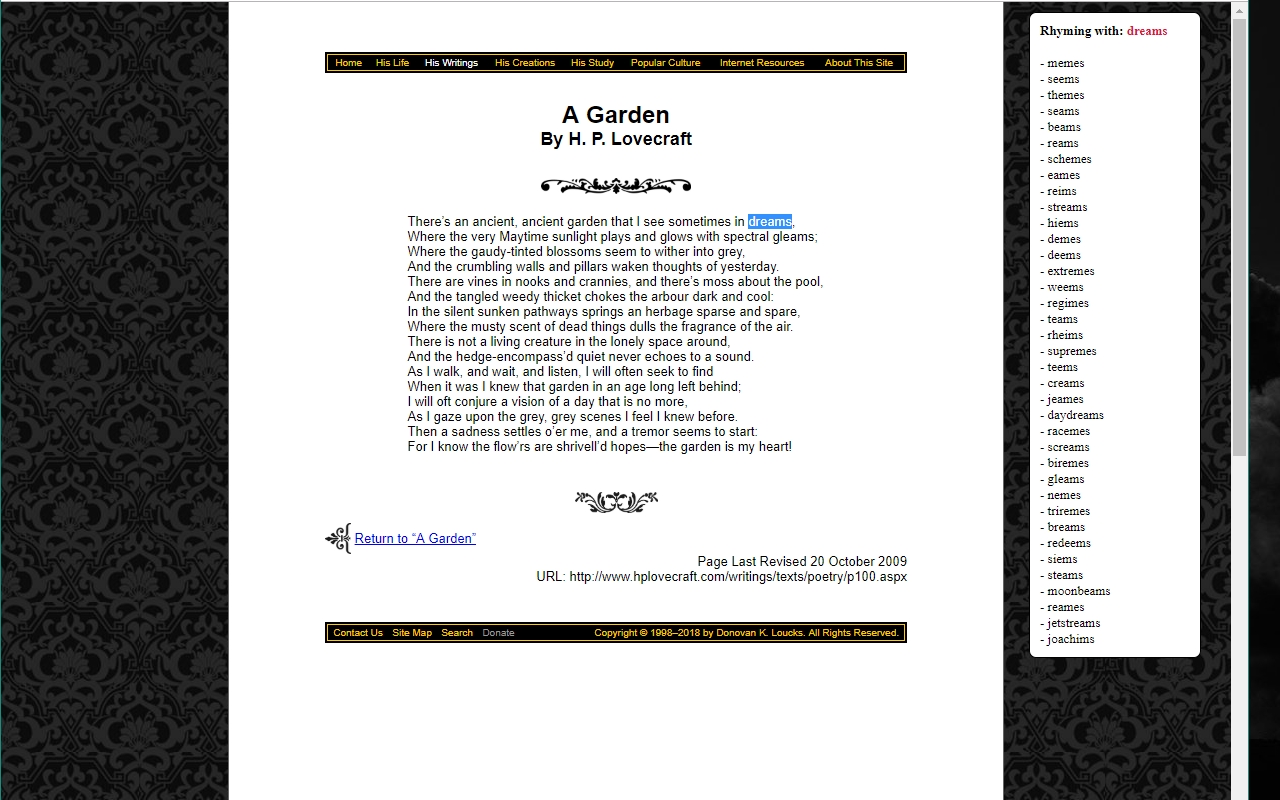 Home His Life His Writings His Creations His Study Popular Culture Internet Resources About This Site
A Garden
By H. P. Lovecraft
There's an ancient, ancient garden that I see sometimes in dreams,
Where the very Maytime sunlight plays and glows with spectral gleams;
Where the gaudy-tinted blossoms seem to wither into grey,
And the crumbling walls and pillars waken thoughts of yesterday.
There are vines in nooks and crannies, and there's moss about the pool,
And the tangled weedy thicket chokes the arbour dark and cool:
In the silent sunken pathways springs an herbage sparse and spare,
Where the musty scent of dead things dulls the fragrance of the air.
There is not a living creature in the lonely space around,
And the hedge-encompass'd quiet never echoes to a sound.
As I walk, and wait, and listen, I will often seek to find
When it was I knew that garden in an age long left behind;
I will oft conjure a vision of a day that is no more,
As I gaze upon the grey, grey scenes I feel I knew before.
Then a sadness settles o'er me, and a tremor seems to start:
For I know the flow'rs are shrivell'd hopes—the garden is my heart!
Return to “A Garden”
Page Last Revised 20 October 2009
URL: http://www.hplovecraft.com/writings/texts/poetry/p100.aspx
Contact Us Site Map Search Donate Copyright © 1998–2018 by Donovan K. Loucks. All Rights Reserved.
Rhyming with: dreams
- memes
- seems
- themes
- seams
- beams
- reams
- schemes
- eames
- reims
- streams
- hiems
- demes
- deems
- extremes
- weems
- regimes
- teams
- rheims
- supremes
- teems
- creams
- jeames
- daydreams
- racemes
- screams
- biremes
- gleams
- nemes
- triremes
- breams
- redeems
- siems
- steams
- moonbeams
- reames
- jetstreams
- joachims